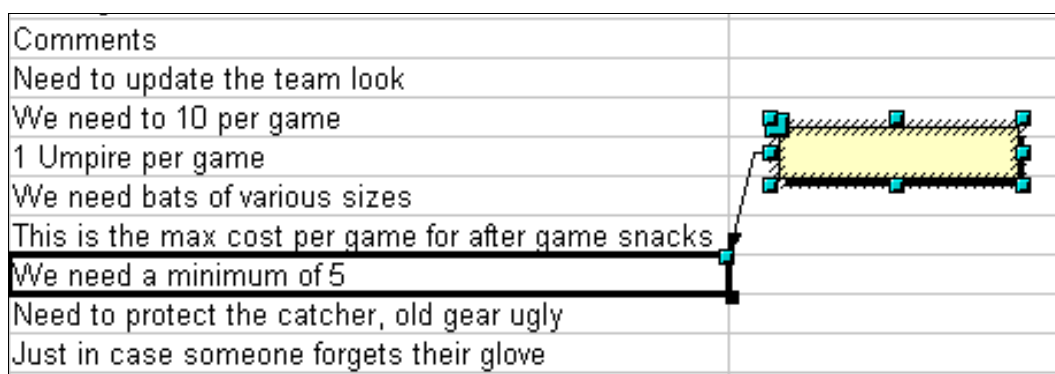 Comments
Need to update the team look
We need to 10 per game
1 Umpire per game
We need bats of various sizes
This is the max cost per game for after game snacks
We need a minimum of 5
Need to protect the catcher, old gear ugly
Just in case someone forgets their glove